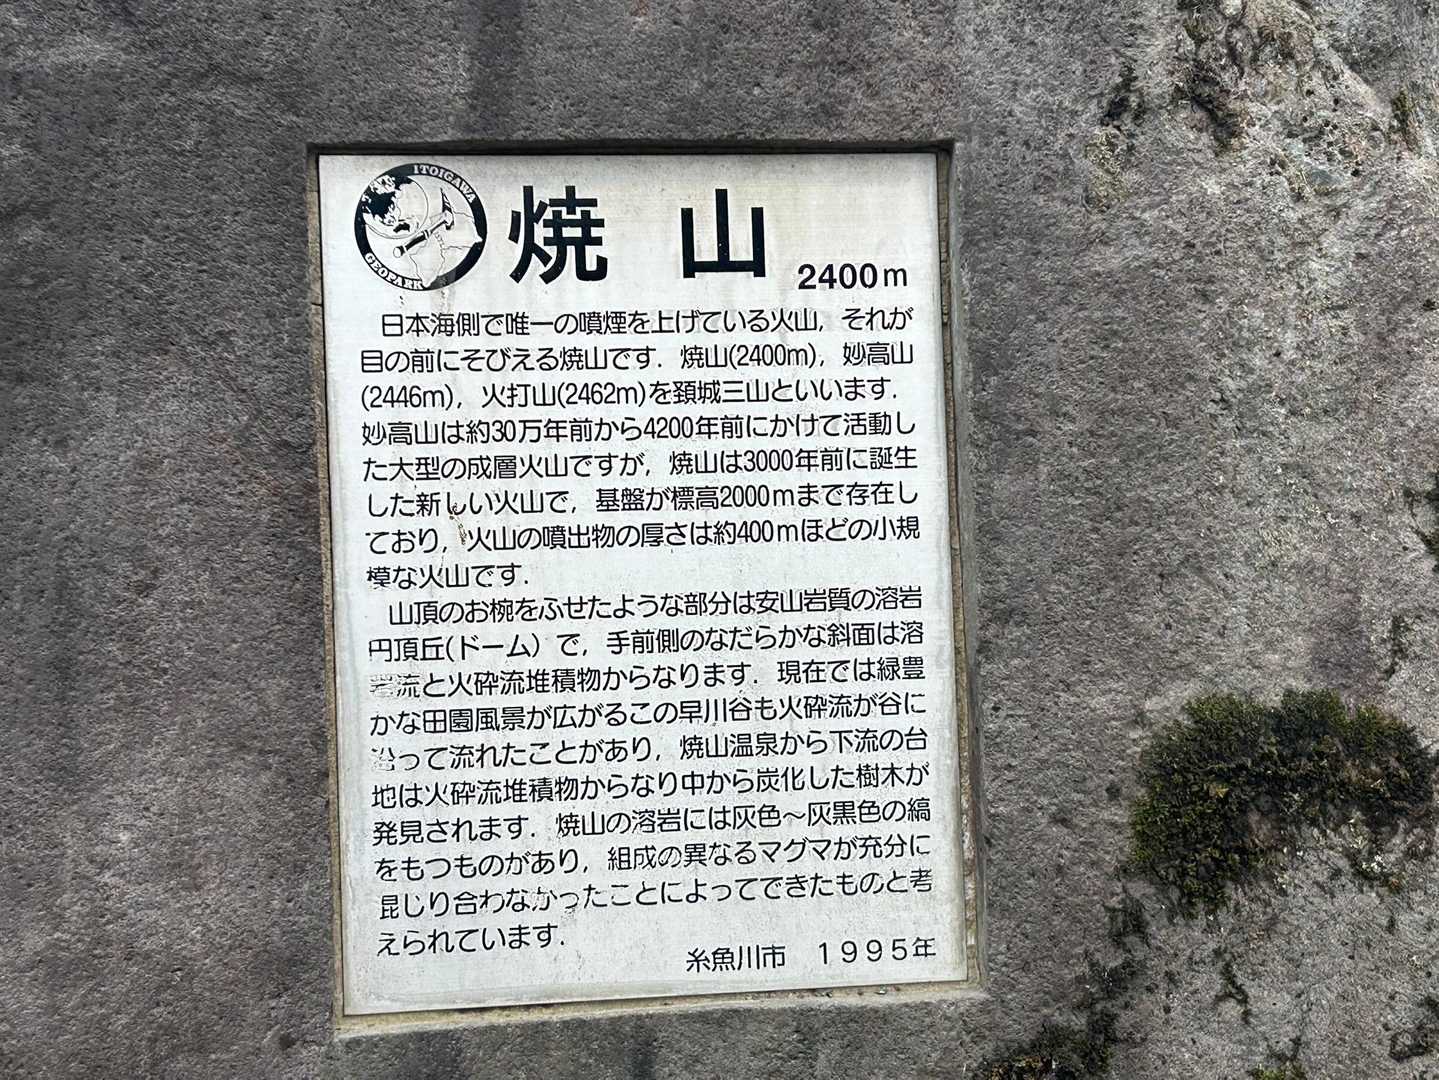 ITOIGAWA
GEOPARK
焼山
2400m
日本海側で唯一の噴煙を上げている火山，それが
目の前にそびえる焼山です．焼山(2400m)，妙高山
(2446m)，火打山(2462m)を頚城三山といいます．
妙高山は約30万年前から4200年前にかけて活動し
た大型の成層火山ですが，焼山は3000年前に誕生
した新しい火山で，基盤が標高2000mまで存在し
ており，火山の噴出物の厚さは約400mほどの小規
模な火山です．
山頂のお椀をふせたような部分は安山岩質の溶岩
円頂丘(ドーム）で，手前側のなだらかな斜面は溶
岩流と火砕流堆積物からなります．現在では緑豊
かな田園風景が広がるこの早川谷も火砕流が谷に
沿って流れたことがあり，焼山温泉から下流の台
地は火砕流堆積物からなり中から炭化した樹木が
発見されます．焼山の溶岩には灰色～灰黒色の縞
をもつものがあり，組成の異なるマグマが充分に
混じり合わなかったことによってできたものと考
えられています．
糸魚川市　１９９５年